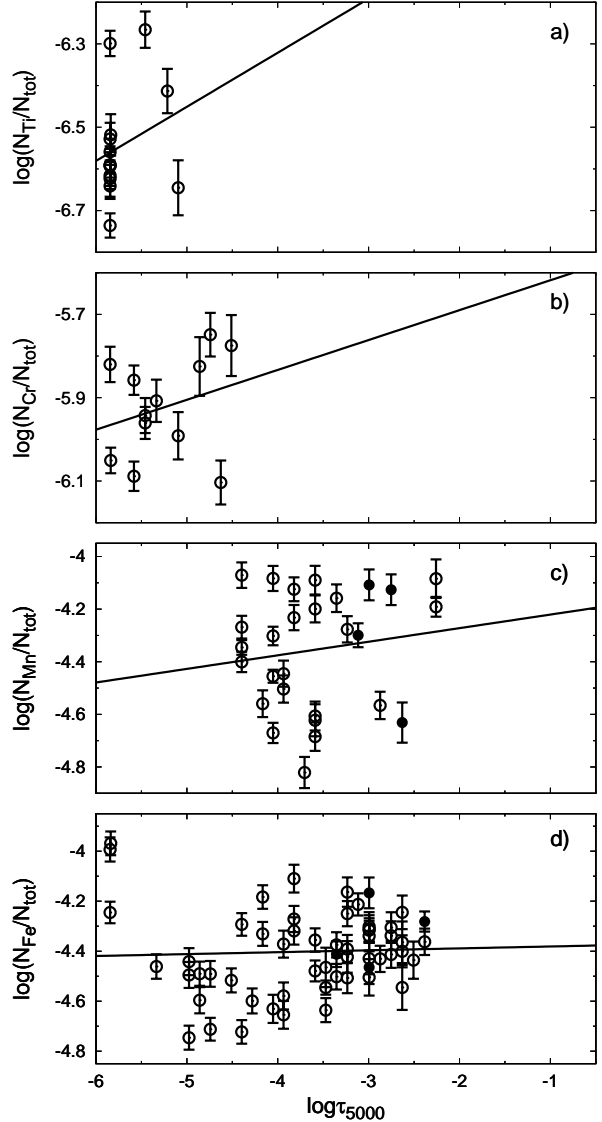 a)
log(N_Ti/N_tot)
-6.3
-6.5
-6.7
b)
log(N_Cr/N_tot)
-5.7
-5.9
-6.1
c)
log(N_Mn/N_tot)
-4
-4.2
-4.4
-4.6
-4.8
d)
log(N_Fe/N_tot)
-4
-4.2
-4.4
-4.6
-4.8
-6 -5 -4 -3 -2 -1
logτ_5000